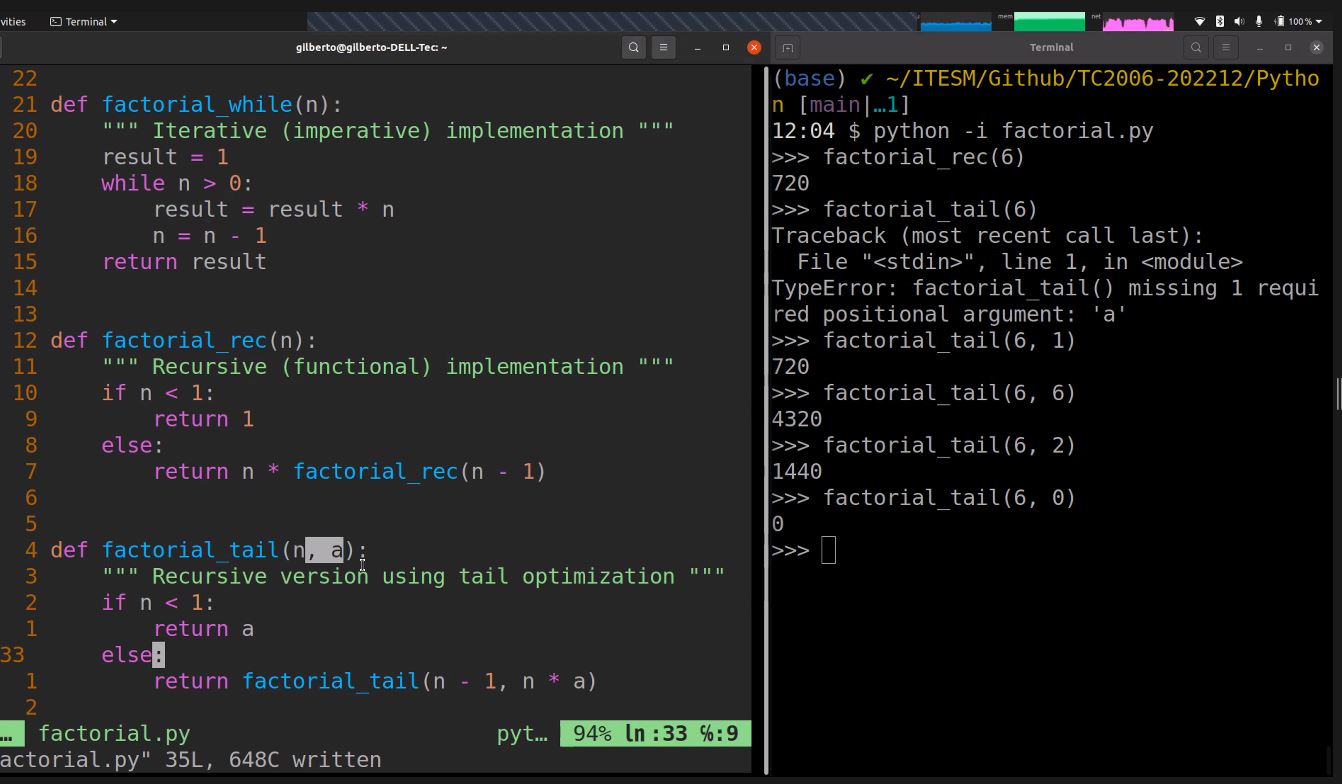 vities Terminal mem net 100 %
gilberto@gilberto-DELL-Tec: ~
22
21 def factorial_while(n):
20     """ Iterative (imperative) implementation """
19     result = 1
18     while n > 0:
17         result = result * n
16         n = n - 1
15     return result
14
13
12 def factorial_rec(n):
11     """ Recursive (functional) implementation """
10     if n < 1:
9         return 1
8     else:
7         return n * factorial_rec(n - 1)
6
5
4 def factorial_tail(n, a):
3     """ Recursive version using tail optimization """
2     if n < 1:
1         return a
33     else:
1         return factorial_tail(n - 1, n * a)
2
… factorial.py pyt… 94% ln:33 ℅:9
actorial.py" 35L, 648C written
Terminal
(base) ✔ ~/ITESM/Github/TC2006-202212/Pytho
n [main|…1]
12:04 $ python -i factorial.py
>>> factorial_rec(6)
720
>>> factorial_tail(6)
Traceback (most recent call last):
  File "<stdin>", line 1, in <module>
TypeError: factorial_tail() missing 1 requi
red positional argument: 'a'
>>> factorial_tail(6, 1)
720
>>> factorial_tail(6, 6)
4320
>>> factorial_tail(6, 2)
1440
>>> factorial_tail(6, 0)
0
>>>